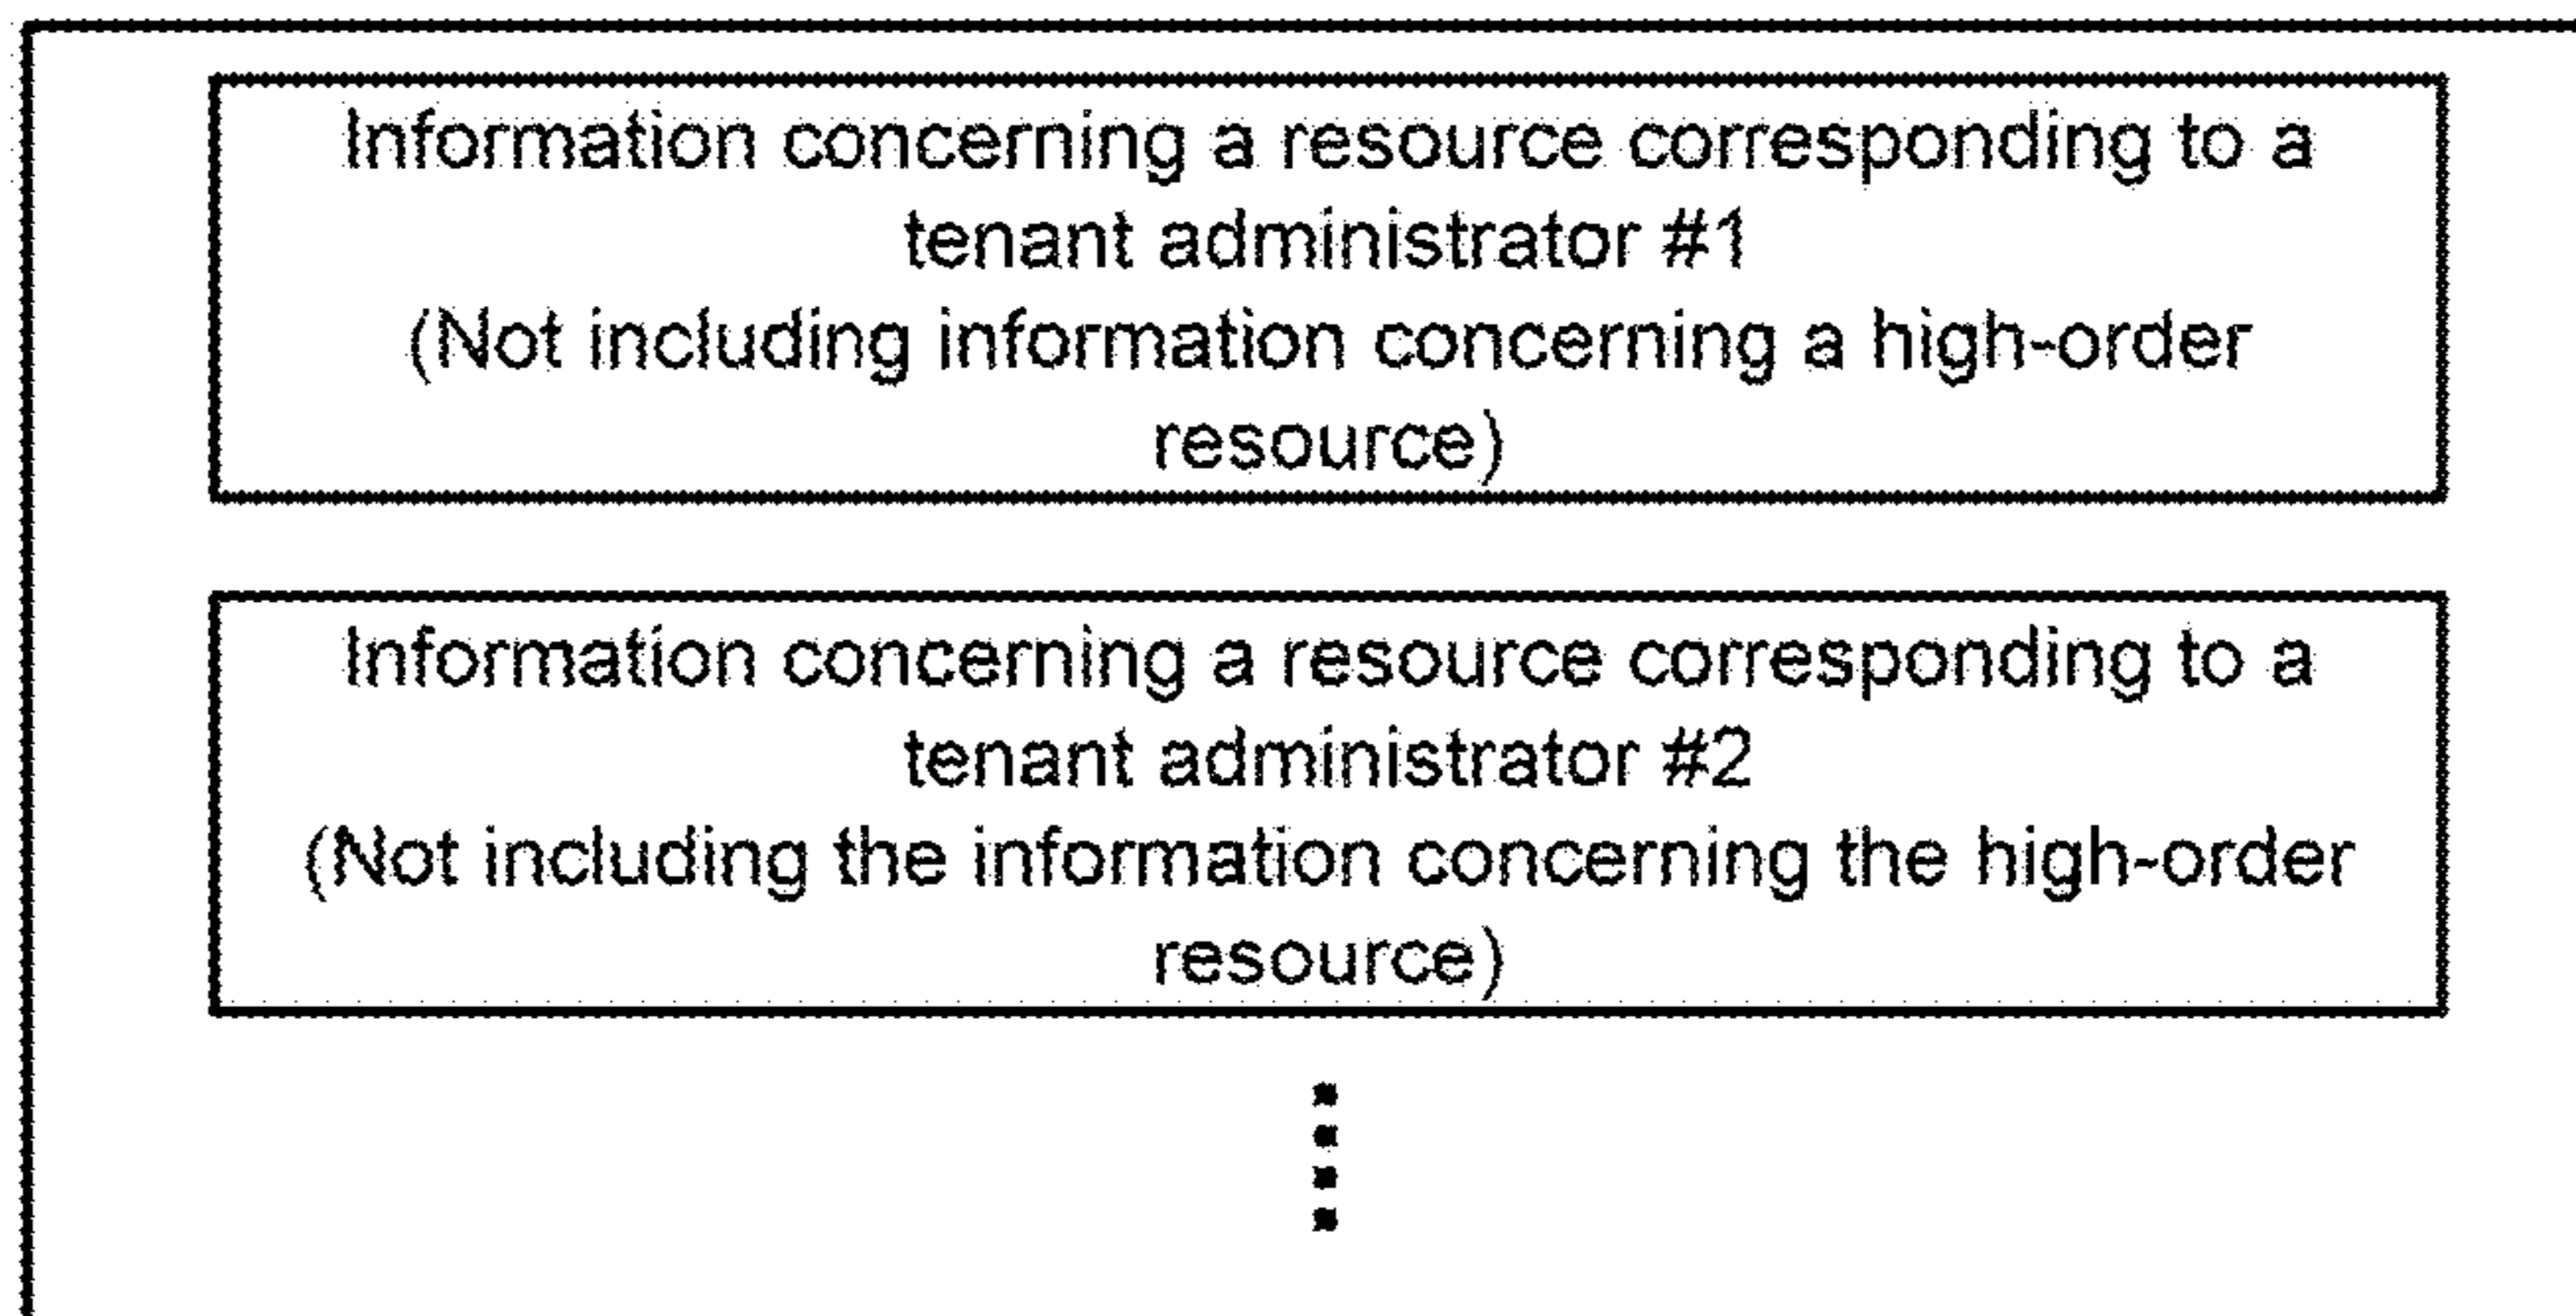 Information concerning a resource corresponding to a
tenant administrator #1
(Not including information concerning a high-order
resource)
Information concerning a resource corresponding to a
tenant administrator #2
(Not including the information concerning the high-order
resource)